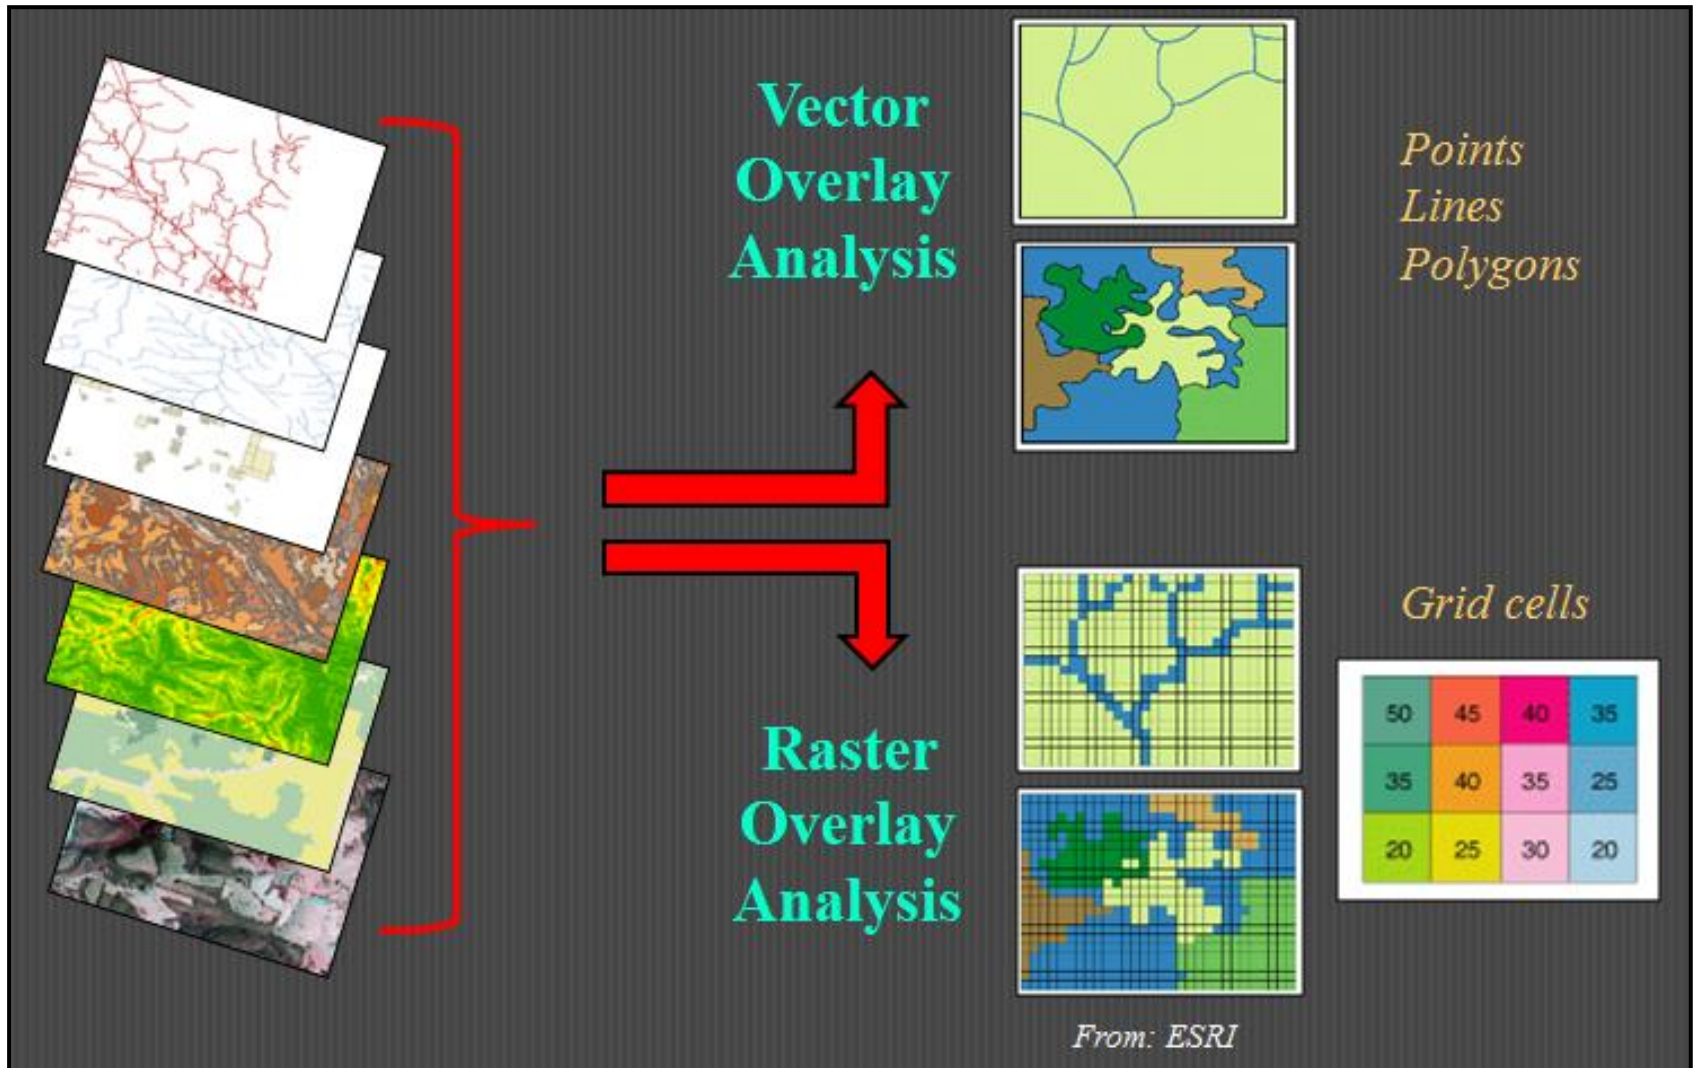 Vector
Overlay
Analysis
Points
Lines
Polygons
Raster
Overlay
Analysis
Grid cells
50 45 40 35
35 40 35 25
20 25 30 20
From: ESRI